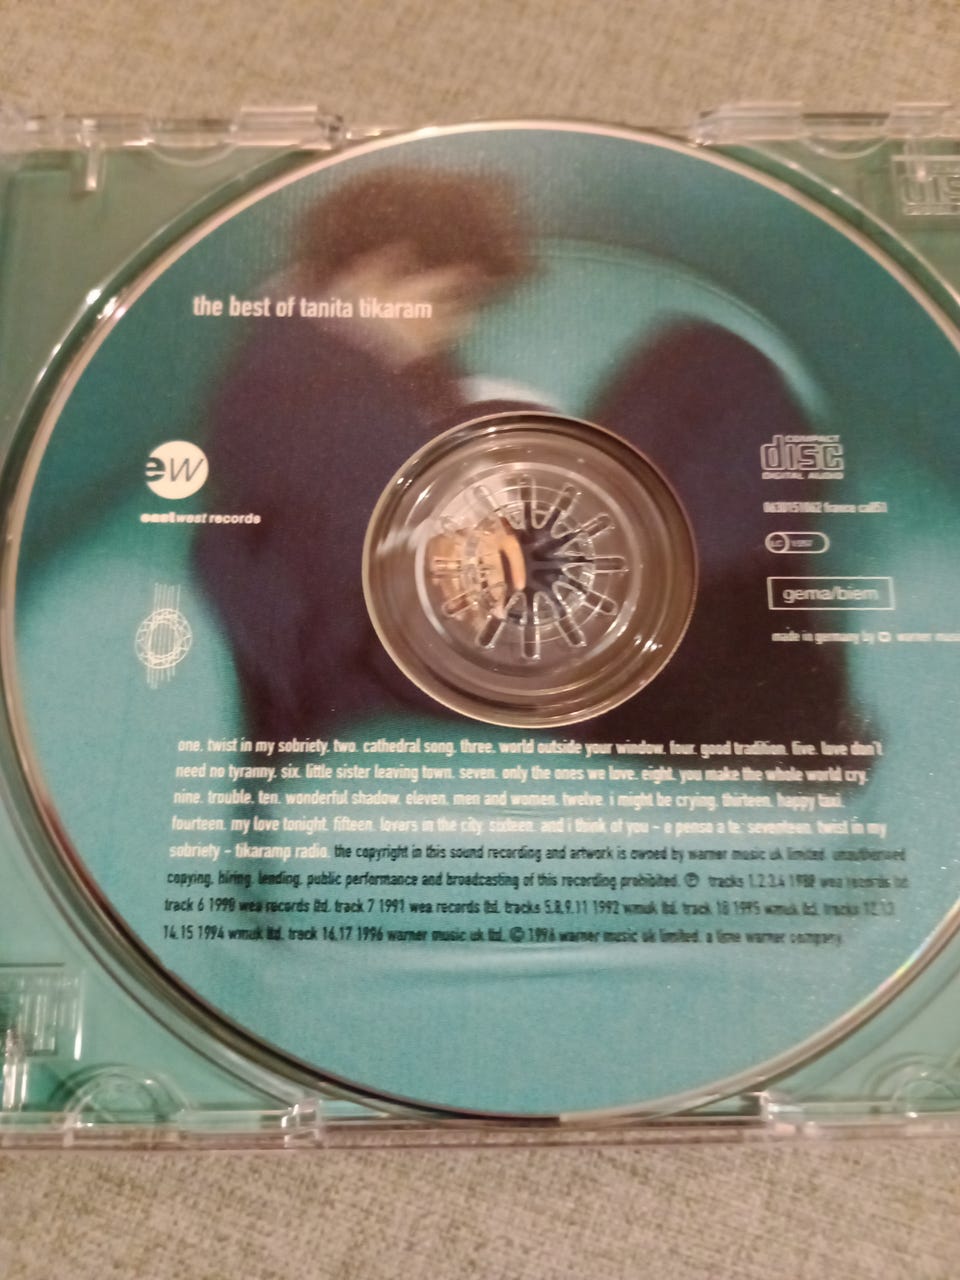 the best of tanita tikaram
ew
eastwest records
COMPACT
disc
DIGITAL AUDIO
LC
gema/biem
made in germany by warner
one. twist in my sobriety. two. cathedral song. three. world outside your window. four. good tradition. five. love don't
need no tyranny. six. little sister leaving town. seven. only the ones we love. eight. you make the whole world cry.
nine. trouble. ten. wonderful shadow. eleven. men and women. twelve. i might be crying. thirteen. happy taxi.
fourteen. my love tonight. fifteen. lovers in the city. sixteen. and i think of you – e penso a te. seventeen. twist in my
sobriety – tikaramp radio. the copyright in this sound recording and artwork is owned by warner music uk limited. unauthorised
copying, hiring, lending, public performance and broadcasting of this recording prohibited. ℗ tracks 1.2.3.4 1988 wea records ltd.
track 6 1990 wea records ltd. track 7 1991 wea records ltd. tracks 5.8.9.11 1992 wmuk ltd. track 10 1995 wmuk ltd. tracks 12.13
14.15 1994 wmuk ltd. track 16.17 1996 warner music uk ltd. © 1996 warner music uk limited. a time warner company.